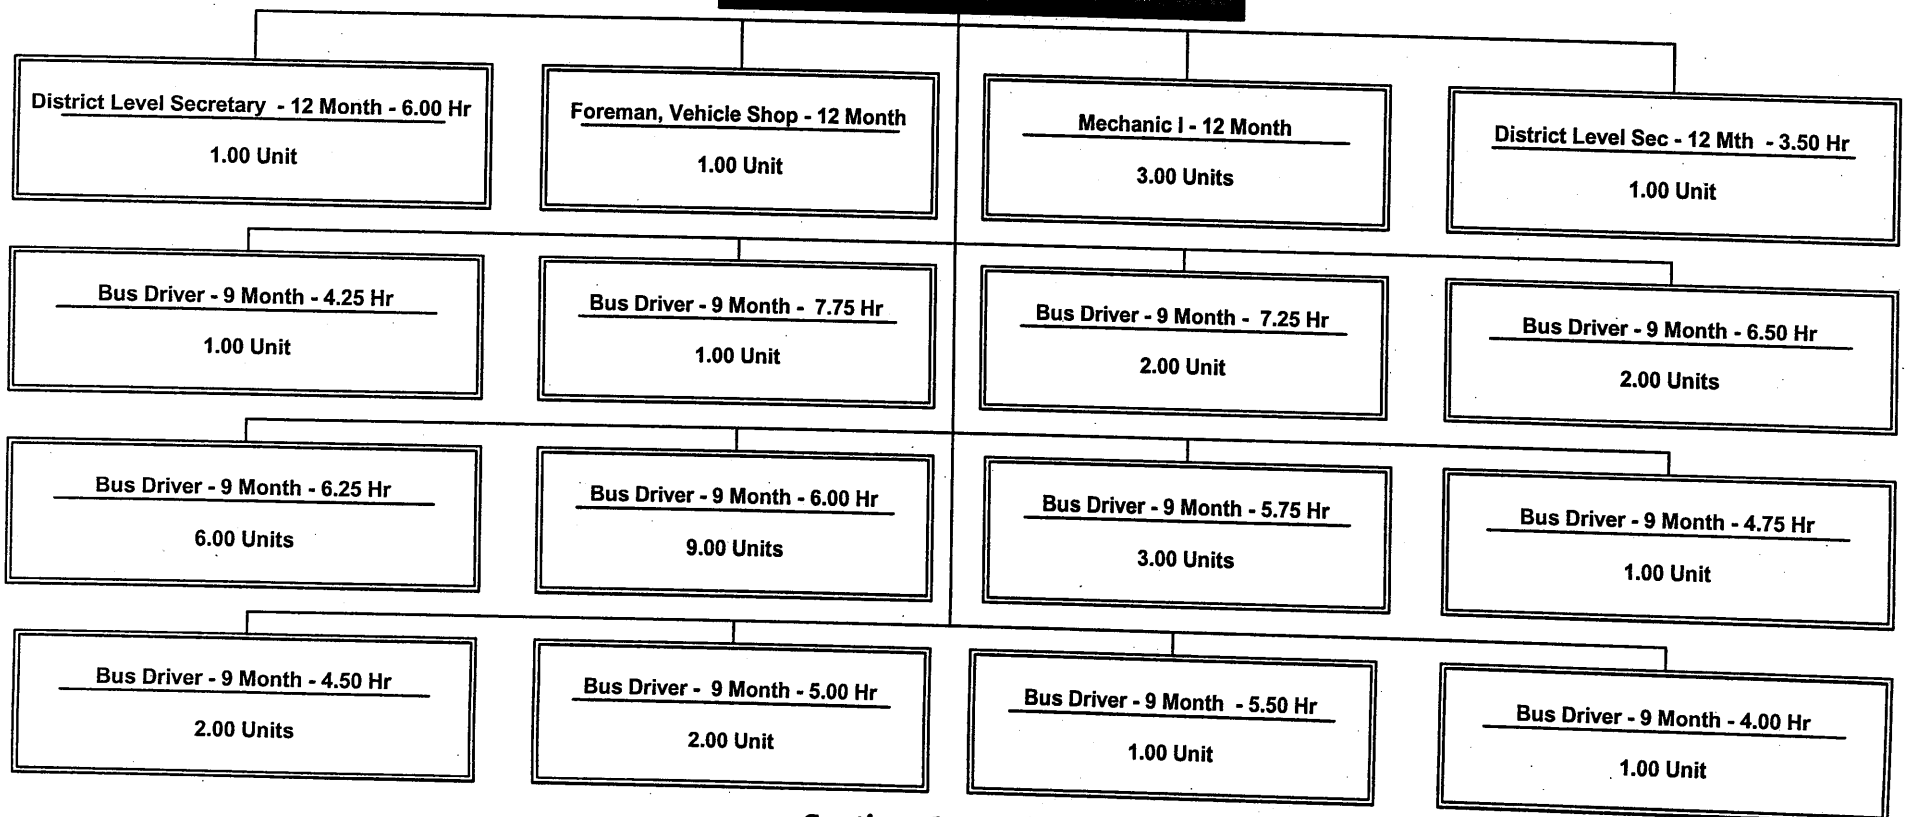 District Level Secretary - 12 Month - 6.00 Hr
1.00 Unit
Foreman, Vehicle Shop - 12 Month
1.00 Unit
Mechanic I - 12 Month
3.00 Units
District Level Sec - 12 Mth - 3.50 Hr
1.00 Unit
Bus Driver - 9 Month - 4.25 Hr
1.00 Unit
Bus Driver - 9 Month - 7.75 Hr
1.00 Unit
Bus Driver - 9 Month - 7.25 Hr
2.00 Unit
Bus Driver - 9 Month - 6.50 Hr
2.00 Units
Bus Driver - 9 Month - 6.25 Hr
6.00 Units
Bus Driver - 9 Month - 6.00 Hr
9.00 Units
Bus Driver - 9 Month - 5.75 Hr
3.00 Units
Bus Driver - 9 Month - 4.75 Hr
1.00 Unit
Bus Driver - 9 Month - 4.50 Hr
2.00 Units
Bus Driver - 9 Month - 5.00 Hr
2.00 Unit
Bus Driver - 9 Month - 5.50 Hr
1.00 Unit
Bus Driver - 9 Month - 4.00 Hr
1.00 Unit